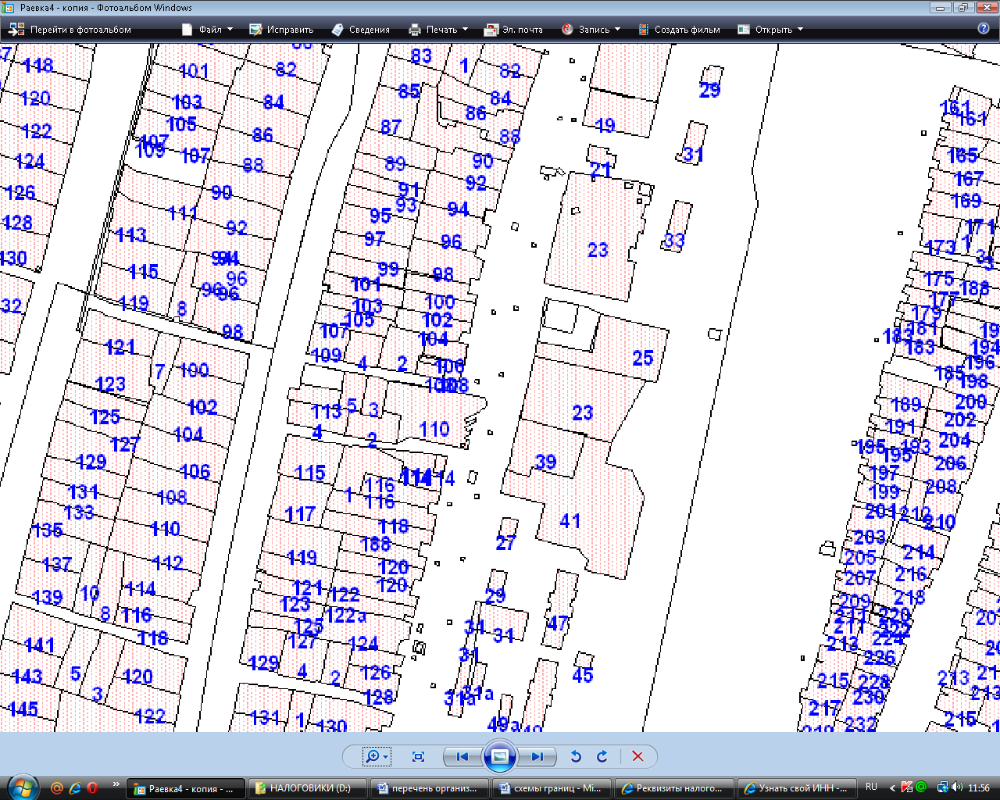 Раевка4 - копия - Фотоальбом Windows
Перейти в фотоальбом Файл Исправить Сведения Печать Эл. почта Запись Создать фильм Открыть
118 101 82 83 1 82 29
120 103 84 85 84
122 105 86 87 86 88 19 161 161
107 109 107 31
124 88 89 90 21 165
126 90 91 92 167
111 93 94 169
128 92 95 171
113 97 96 23 33 173 1
130 94 94 99 98
115 96 96 96 101 100 175 188
119 8 98 103 102 177
105 179
107 104 181
121 109 4 2 106 25 183 183 194
7 100 196
123 108 108 185 198
125 102 113 5 3 110 23 189 200
127 104 4 2 191 202
129 106 115 114 114 39 195 195 193 204
131 108 1 116 116 197 206
133 117 199 208
135 110 118 41 201 212 210
137 112 119 188 27 203 214
139 10 114 121 122 120 120 29 205 216
8 116 123 122а 207 218
118 125 31 31 47 209 220
141 127 124 31 211 211 222
213 224
143 5 120 129 4 2 126 45 226
3 128 31а 31а 215 228 213
145 122 131 1 130 49а 217 230 213
232 215
RU 11:56
Раевка4 - копия - ... НАЛОГОВИКИ (D:) перечень организ... схемы границ - Mi... Реквизиты налого... Узнать свой ИНН -...